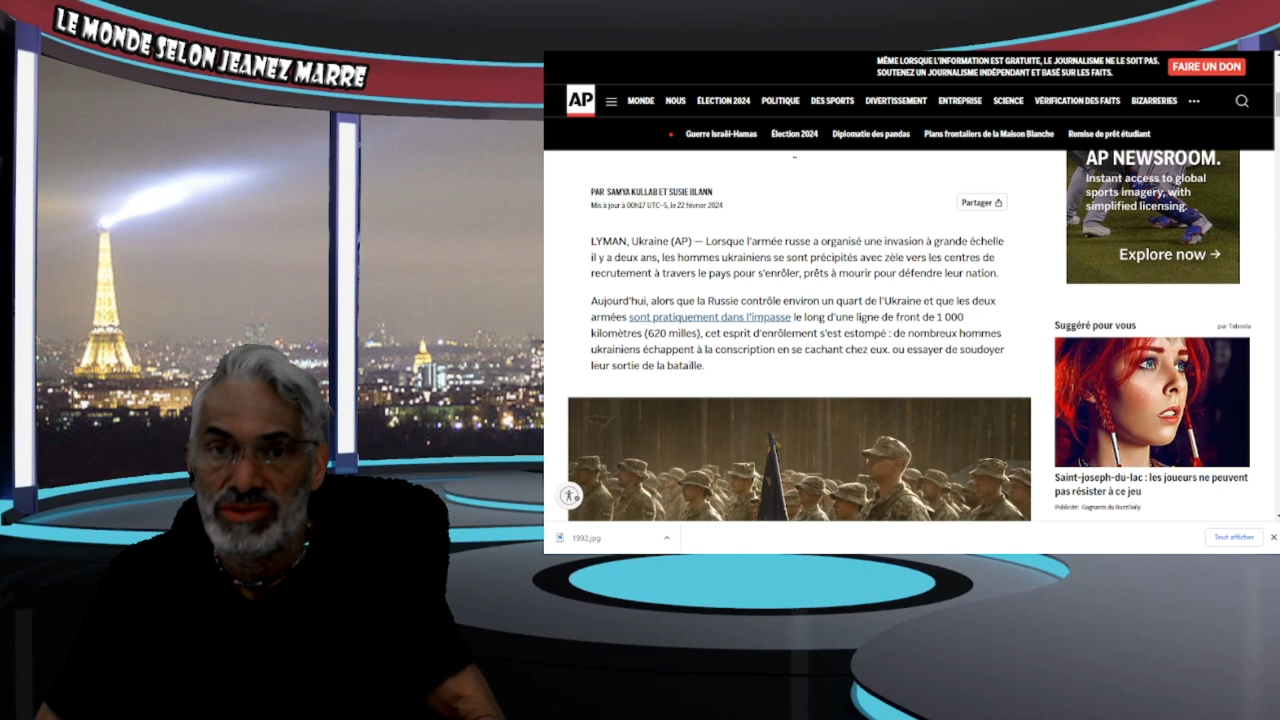 LE MONDE SELON JEANEZ MARRE
MÊME LORSQUE L'INFORMATION EST GRATUITE, LE JOURNALISME NE LE SOIT PAS.
SOUTENEZ UN JOURNALISME INDÉPENDANT ET BASÉ SUR LES FAITS.
FAIRE UN DON
AP
MONDE NOUS ÉLECTION 2024 POLITIQUE DES SPORTS DIVERTISSEMENT ENTREPRISE SCIENCE VÉRIFICATION DES FAITS BIZARRERIES
Guerre Israël-Hamas Élection 2024 Diplomatie des pandas Plans frontaliers de la Maison Blanche Remise de prêt étudiant
PAR SAMYA KULLAB ET SUSIE BLANN
Mis à jour à 00h17 UTC−5, le 22 février 2024
Partager
LYMAN, Ukraine (AP) — Lorsque l'armée russe a organisé une invasion à grande échelle
il y a deux ans, les hommes ukrainiens se sont précipités avec zèle vers les centres de
recrutement à travers le pays pour s'enrôler, prêts à mourir pour défendre leur nation.
Aujourd'hui, alors que la Russie contrôle environ un quart de l'Ukraine et que les deux
armées sont pratiquement dans l'impasse le long d'une ligne de front de 1 000
kilomètres (620 milles), cet esprit d'enrôlement s'est estompé : de nombreux hommes
ukrainiens échappent à la conscription en se cachant chez eux. ou essayer de soudoyer
leur sortie de la bataille.
AP NEWSROOM.
Instant access to global
sports imagery, with
simplified licensing.
Explore now →
Suggéré pour vous
par Taboola
Saint-joseph-du-lac : les joueurs ne peuvent
pas résister à ce jeu
Publicité: Gagnants du BuzzDaily
1992.jpg
Tout afficher